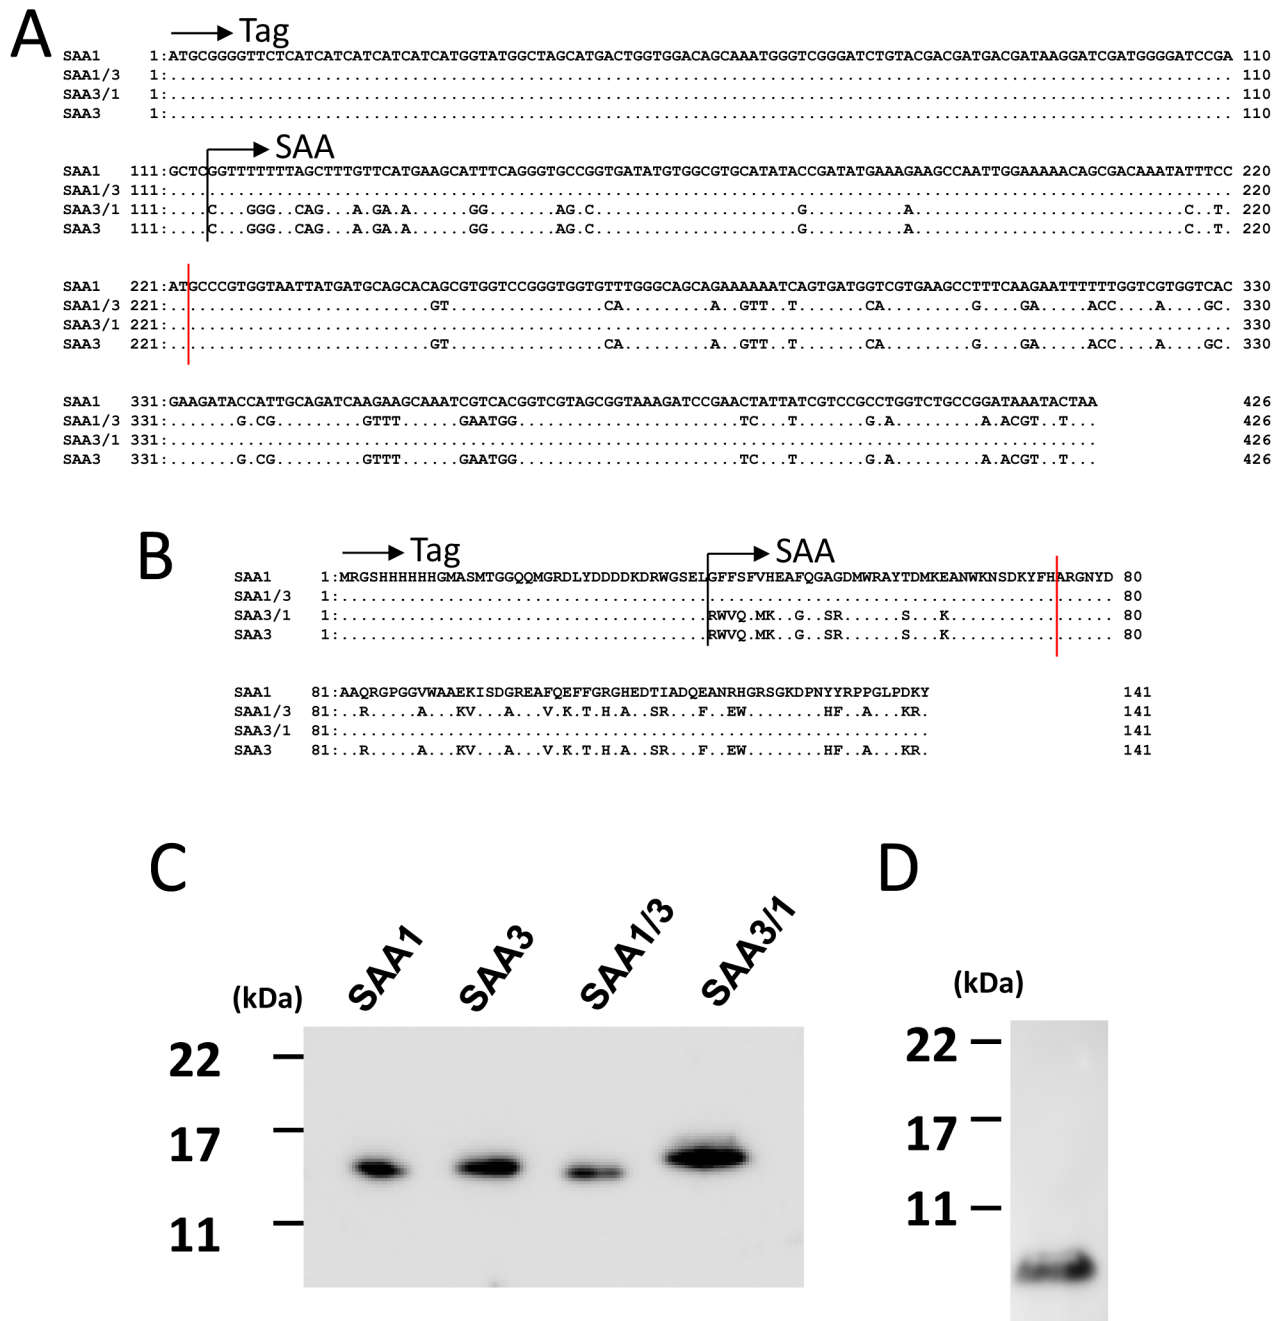 A
Tag
SAA1 1:ATGCGGGGTTCTCATCATCATCATCATCATGGTATGGCTAGCATGACTGGTGGACAGCAAATGGGTCGGGATCTGTACGACGATGACGATAAGGATCGATGGGGATCCGA 110
SAA1/3 1:.............................................................................................................. 110
SAA3/1 1:.............................................................................................................. 110
SAA3 1:.............................................................................................................. 110
SAA
SAA1 111:GCTCGGTTTTTTTAGCTTTGTTCATGAAGCATTTCAGGGTGCCGGTGATATGTGGCGTGCATATACCGATATGAAAGAAGCCAATTGGAAAAACAGCGACAAATATTTCC 220
SAA1/3 111:.............................................................................................................. 220
SAA3/1 111:....C...GGG..CAG...A.GA.A......GG.......AG.C.....................G..........A............................C..T. 220
SAA3 111:....C...GGG..CAG...A.GA.A......GG.......AG.C.....................G..........A............................C..T. 220
SAA1 221:ATGCCCGTGGTAATTATGATGCAGCACAGCGTGGTCCGGGTGGTGTTTGGGCAGCAGAAAAAATCAGTGATGGTCGTGAAGCCTTTCAAGAATTTTTTGGTCGTGGTCAC 330
SAA1/3 221:...........................GT................CA.........A..GTT..T.......CA.........G....GA.....ACC....A....GC. 330
SAA3/1 221:.............................................................................................................. 330
SAA3 221:...........................GT................CA.........A..GTT..T.......CA.........G....GA.....ACC....A....GC. 330
SAA1 331:GAAGATACCATTGCAGATCAAGAAGCAAATCGTCACGGTCGTAGCGGTAAAGATCCGAACTATTATCGTCCGCCTGGTCTGCCGGATAAATACTAA 426
SAA1/3 331:.......G.CG.........GTTT......GAATGG.......................TC...T.......G.A.........A.ACGT..T... 426
SAA3/1 331:................................................................................................ 426
SAA3 331:.......G.CG.........GTTT......GAATGG.......................TC...T.......G.A.........A.ACGT..T... 426
B
Tag
SAA
SAA1 1:MRGSHHHHHHGMASMTGGQQMGRDLYDDDDKDRWGSELGFFSFVHEAFQGAGDMWRAYTDMKEANWKNSDKYFHARGNYD 80
SAA1/3 1:................................................................................ 80
SAA3/1 1:......................................RWVQ.MK..G..SR......S...K................. 80
SAA3 1:......................................RWVQ.MK..G..SR......S...K................. 80
SAA1 81:AAQRGPGGVWAAEKISDGREAFQEFFGRGHEDTIADQEANRHGRSGKDPNYYRPPGLPDKY 141
SAA1/3 81:..R.....A...KV...A...V.K.T.H.A..SR...F..EW........HF..A...KR. 141
SAA3/1 81:............................................................. 141
SAA3 81:..R.....A...KV...A...V.K.T.H.A..SR...F..EW........HF..A...KR. 141
C
(kDa) SAA1 SAA3 SAA1/3 SAA3/1
22
17
11
D
(kDa)
22
17
11